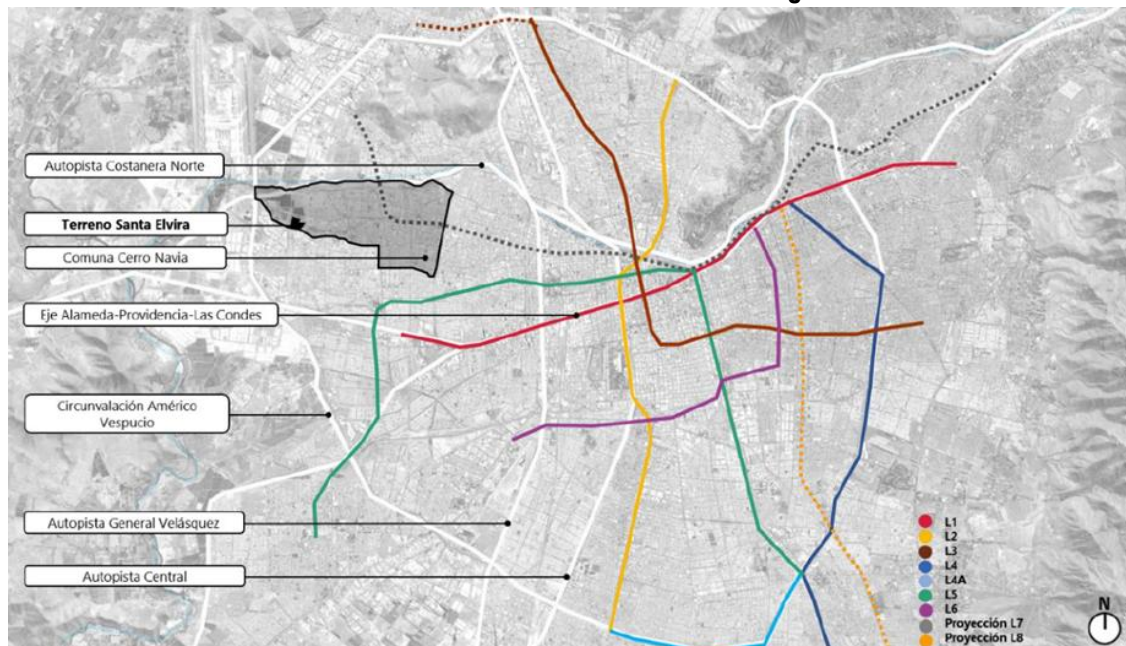 Autopista Costanera Norte
Terreno Santa Elvira
Comuna Cerro Navia
Eje Alameda-Providencia-Las Condes
Circunvalación Américo
Vespucio
Autopista General Velásquez
Autopista Central
L1
L2
L3
L4
L4A
L5
L6
Proyección L7
Proyección L8
N